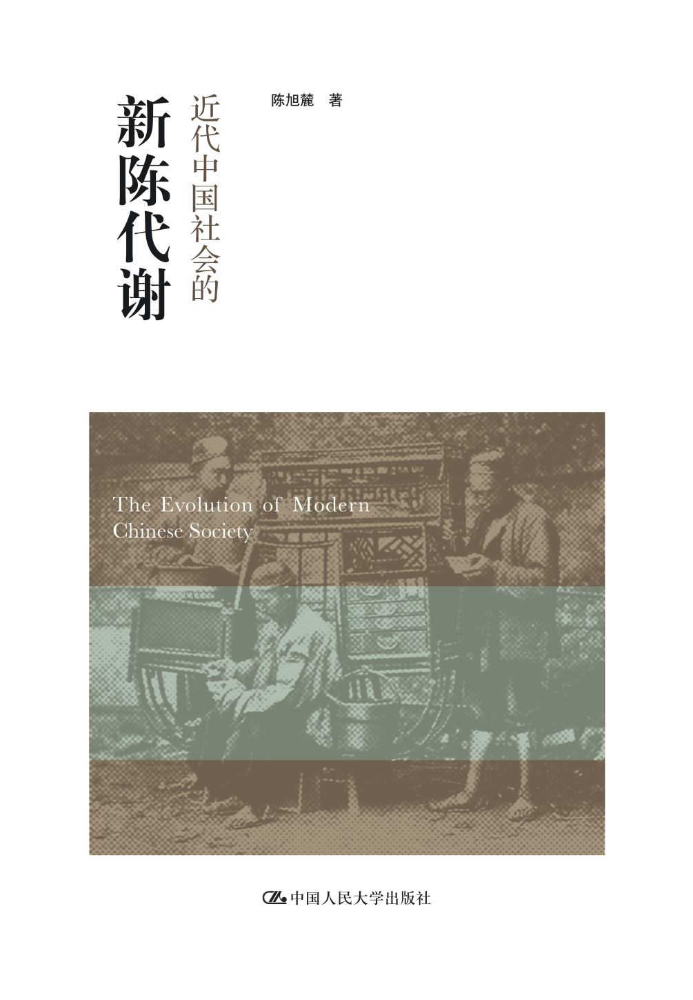 近代中国社会的
新陈代谢
陈旭麓 著
The Evolution of Modern
Chinese Society
中国人民大学出版社